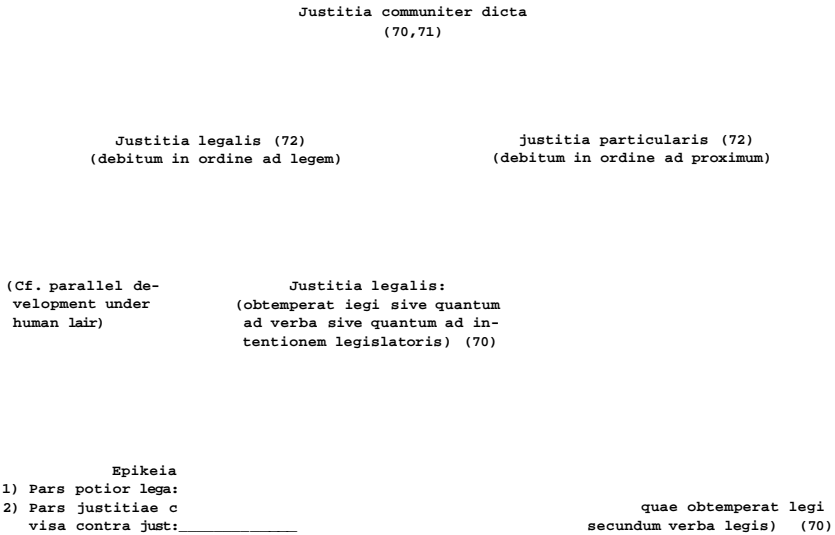 Justitia communiter dicta
(70,71)
Justitia legalis (72)
(debitum in ordine ad legem)
justitia particularis (72)
(debitum in ordine ad proximum)
(Cf. parallel de-
velopment under
human lair)
Justitia legalis:
(obtemperat iegi sive quantum
ad verba sive quantum ad in-
tentionem legislatoris) (70)
Epikeia
1) Pars potior lega:
2) Pars justitiae c
visa contra just:
quae obtemperat legi
secundum verba legis) (70)